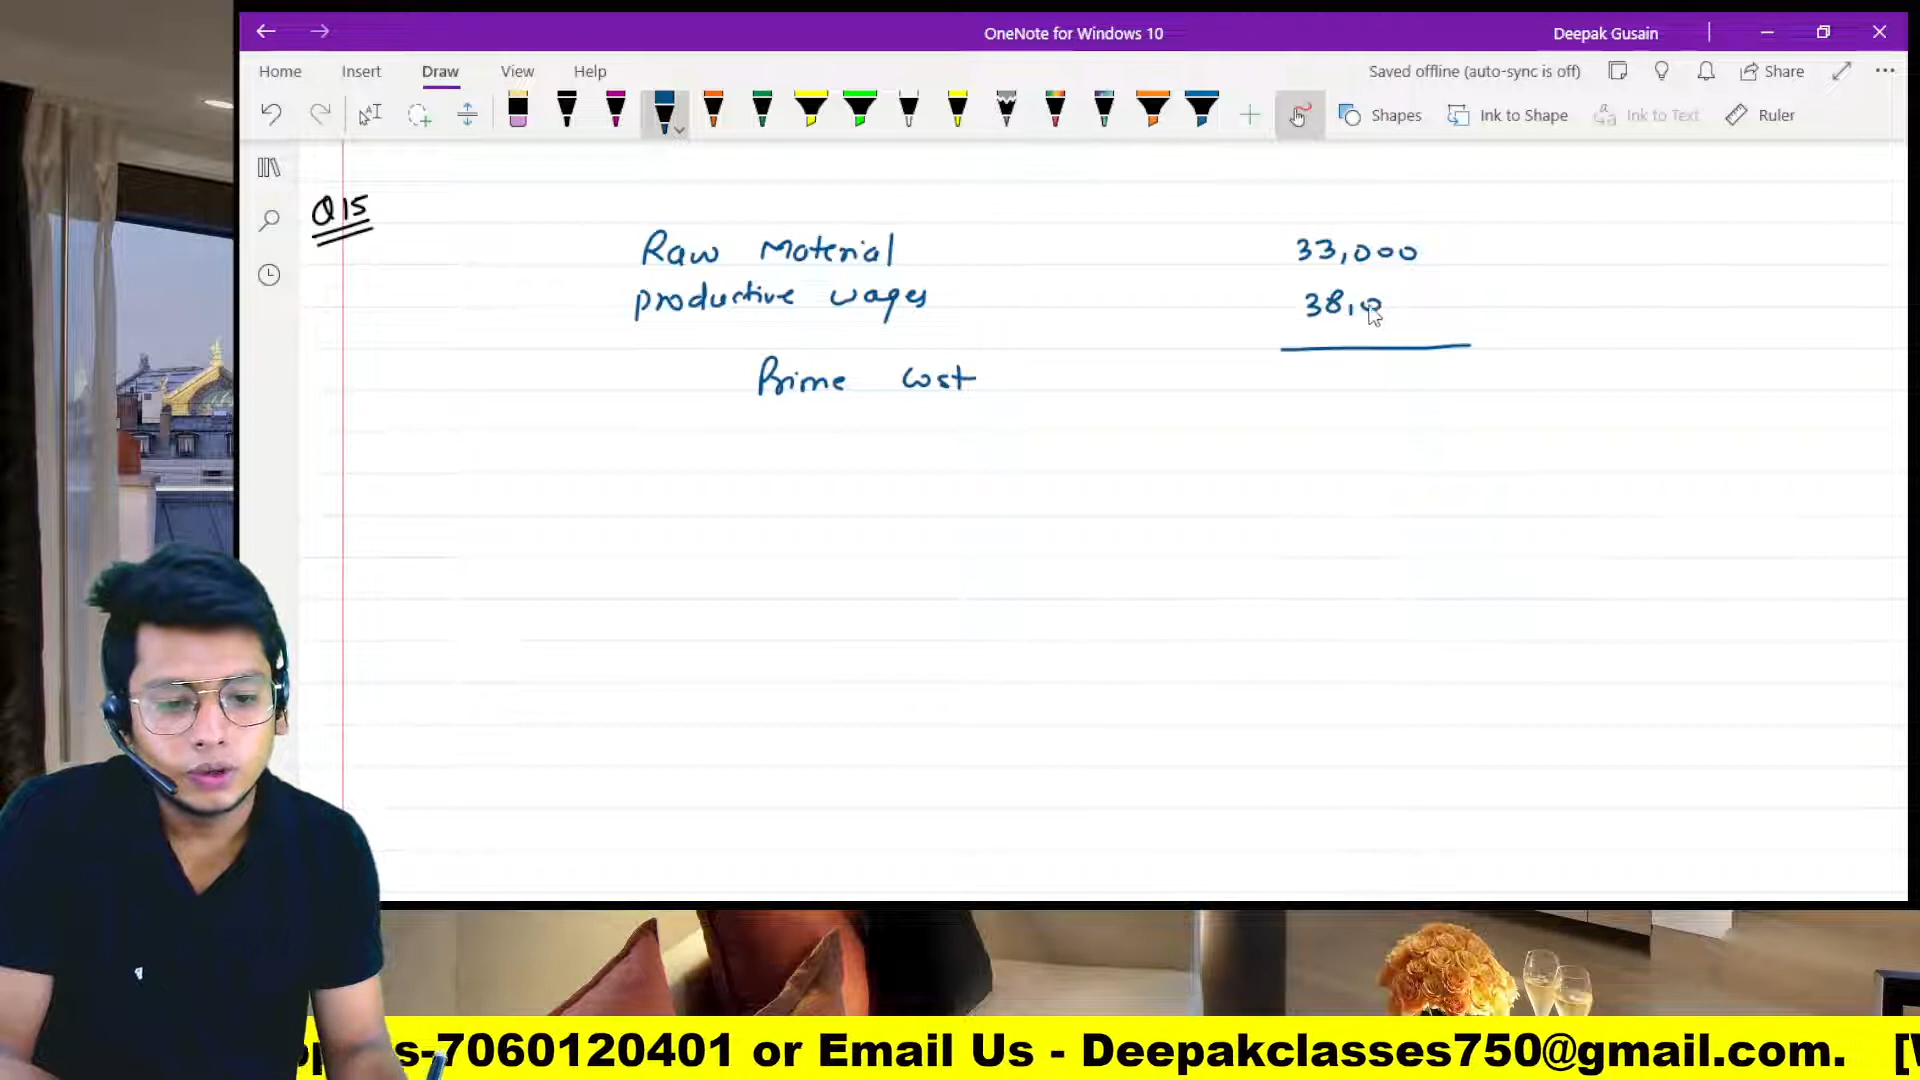 OneNote for Windows 10
Deepak Gusain
Home Insert Draw View Help
Saved offline (auto-sync is off) Share
Shapes Ink to Shape Ink to Text Ruler
Q15
Raw Material 33,000
productive wages 38,0
Prime cost
s-7060120401 or Email Us - Deepakclasses750@gmail.com.